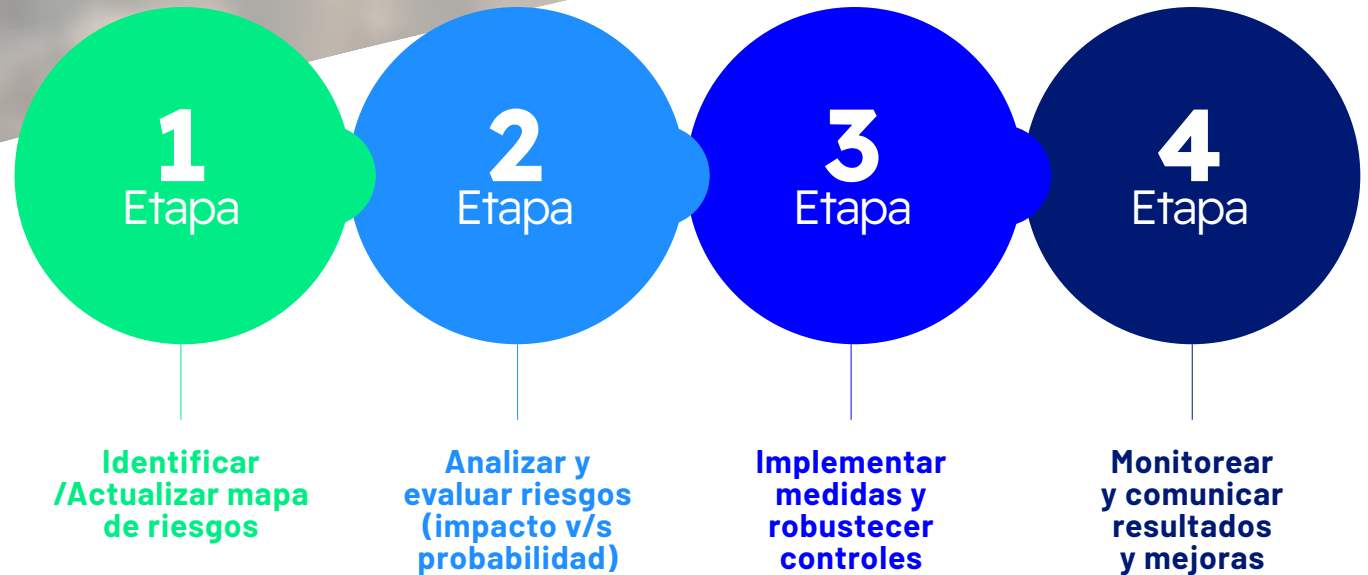 1
Etapa
2
Etapa
3
Etapa
4
Etapa
Identificar
/Actualizar mapa
de riesgos
Analizar y
evaluar riesgos
(impacto v/s
probabilidad)
Implementar
medidas y
robustecer
controles
Monitorear
y comunicar
resultados
y mejoras